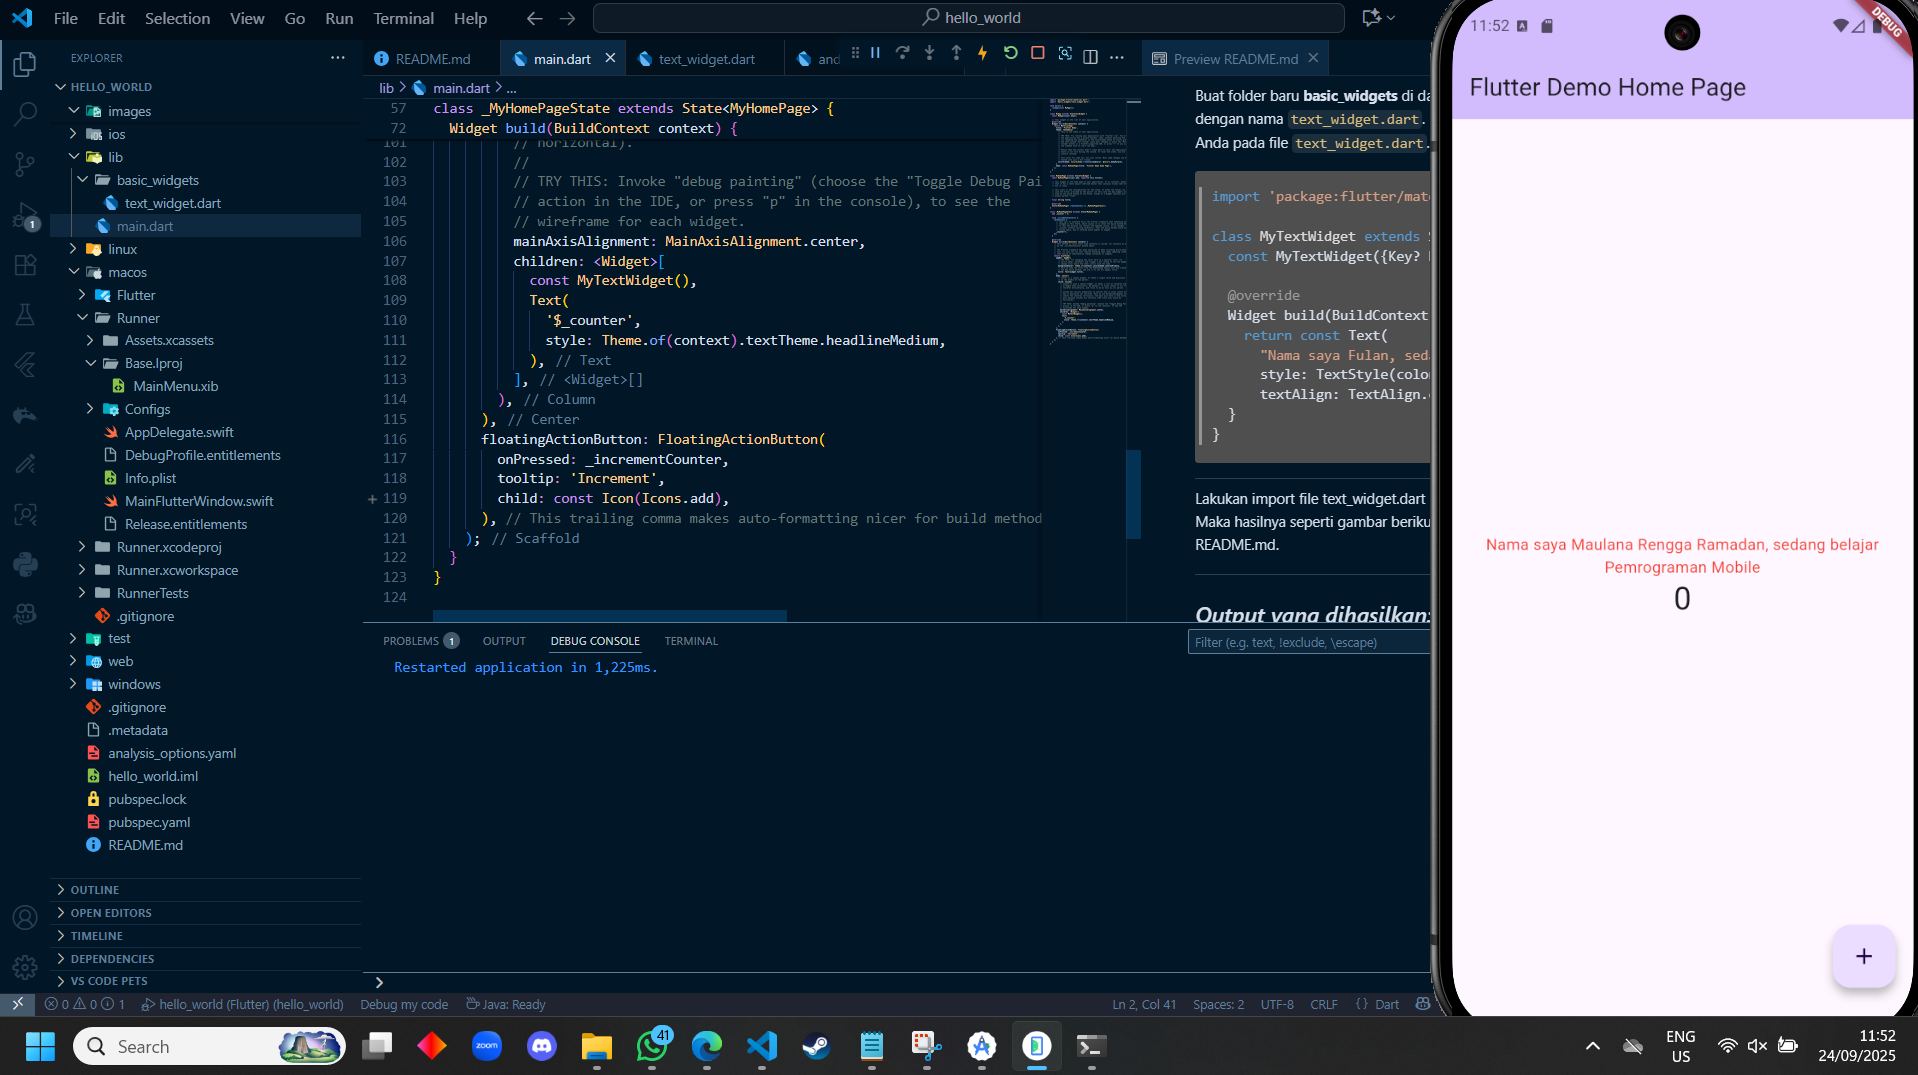 File Edit Selection View Go Run Terminal Help
hello_world
EXPLORER
HELLO_WORLD
images
ios
lib
basic_widgets
text_widget.dart
main.dart
linux
macos
Flutter
Runner
Assets.xcassets
Base.lproj
MainMenu.xib
Configs
AppDelegate.swift
DebugProfile.entitlements
Info.plist
MainFlutterWindow.swift
Release.entitlements
Runner.xcodeproj
Runner.xcworkspace
RunnerTests
.gitignore
test
web
windows
.gitignore
.metadata
analysis_options.yaml
hello_world.iml
pubspec.lock
pubspec.yaml
README.md
OUTLINE
OPEN EDITORS
TIMELINE
DEPENDENCIES
VS CODE PETS
1
README.md main.dart text_widget.dart and
lib > main.dart > ...
57 class _MyHomePageState extends State<MyHomePage> {
72 Widget build(BuildContext context) {
101 // horizontal).
102 //
103 // TRY THIS: Invoke "debug painting" (choose the "Toggle Debug Pai
104 // action in the IDE, or press "p" in the console), to see the
105 // wireframe for each widget.
106 mainAxisAlignment: MainAxisAlignment.center,
107 children: <Widget>[
108 const MyTextWidget(),
109 Text(
110 '$_counter',
111 style: Theme.of(context).textTheme.headlineMedium,
112 ), // Text
113 ], // <Widget>[]
114 ), // Column
115 ), // Center
116 floatingActionButton: FloatingActionButton(
117 onPressed: _incrementCounter,
118 tooltip: 'Increment',
119 child: const Icon(Icons.add),
120 ), // This trailing comma makes auto-formatting nicer for build method
121 ); // Scaffold
122 }
123 }
124
PROBLEMS 1 OUTPUT DEBUG CONSOLE TERMINAL
Filter (e.g. text, !exclude, \escape)
Restarted application in 1,225ms.
Preview README.md
Buat folder baru basic_widgets di da
dengan nama text_widget.dart.
Anda pada file text_widget.dart.
import 'package:flutter/mat
class MyTextWidget extends S
const MyTextWidget({Key?
@override
Widget build(BuildContext
return const Text(
"Nama saya Fulan, seda
style: TextStyle(colo
textAlign: TextAlign.
}
}
Lakukan import file text_widget.dart
Maka hasilnya seperti gambar beriku
README.md.
Output yang dihasilkan:
11:52
DEBUG
Flutter Demo Home Page
Nama saya Maulana Rengga Ramadan, sedang belajar
Pemrograman Mobile
0
+
0 0 1 hello_world (Flutter) (hello_world) Debug my code Java: Ready
Ln 2, Col 41 Spaces: 2 UTF-8 CRLF {} Dart
Search
zoom
41
ENG
US
11:52
24/09/2025